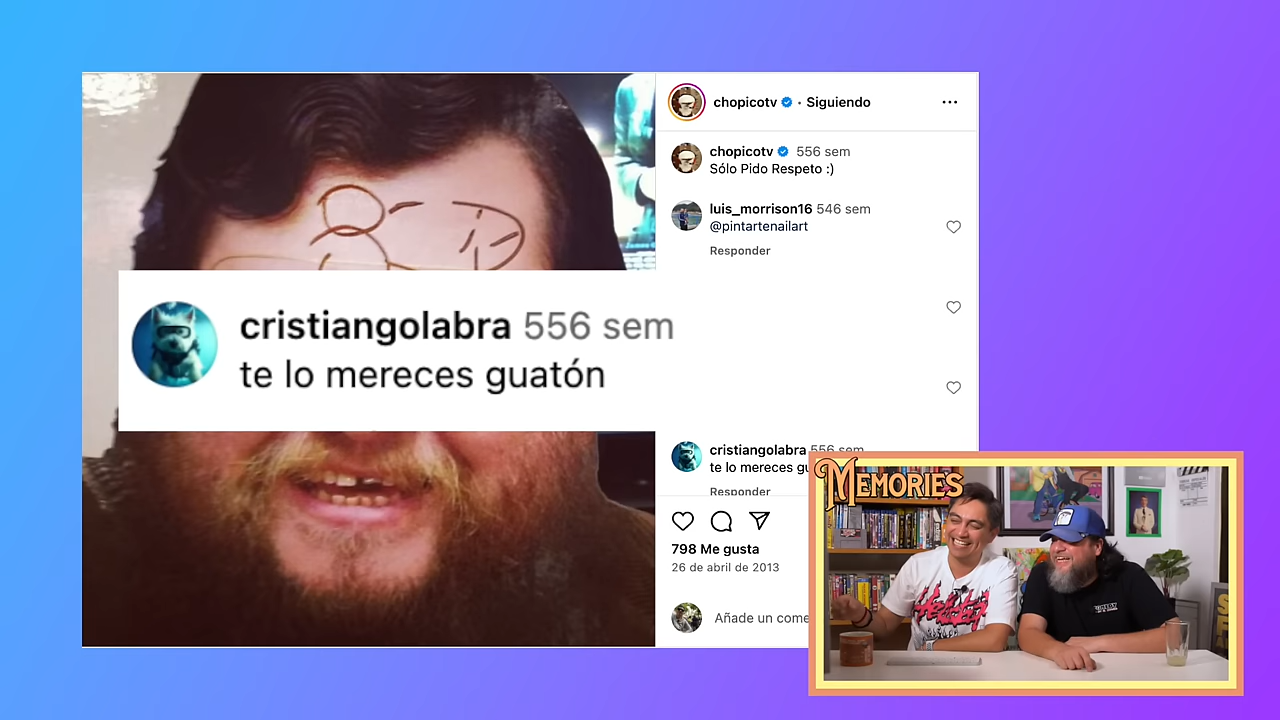 chopicotv · Siguiendo
chopicotv 556 sem
Sólo Pido Respeto :)
luis_morrison16 546 sem
@pintartenailart
Responder
cristiangolabra 556 sem
te lo mereces guatón
cristiangolabra 556 sem
te lo mereces gu
Responder
798 Me gusta
26 de abril de 2013
Añade un come
MEMORIES